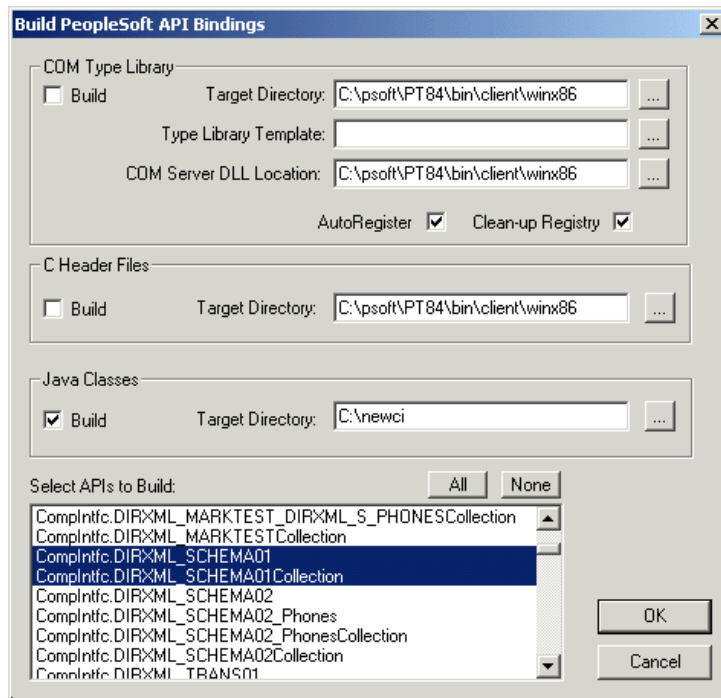 Build PeopleSoft API Bindings
COM Type Library
Build Target Directory: C:\psoft\PT84\bin\client\winx86 ...
Type Library Template: ...
COM Server DLL Location: C:\psoft\PT84\bin\client\winx86 ...
AutoRegister Clean-up Registry
C Header Files
Build Target Directory: C:\psoft\PT84\bin\client\winx86 ...
Java Classes
Build Target Directory: C:\newci ...
Select APIs to Build: All None
CompIntfc.DIRXML_MARKTEST_DIRXML_S_PHONESCollection
CompIntfc.DIRXML_MARKTESTCollection
CompIntfc.DIRXML_SCHEMA01
CompIntfc.DIRXML_SCHEMA01Collection
CompIntfc.DIRXML_SCHEMA02
CompIntfc.DIRXML_SCHEMA02_Phones
CompIntfc.DIRXML_SCHEMA02_PhonesCollection
CompIntfc.DIRXML_SCHEMA02Collection
CompIntfc.DIRXML_TRANS01
OK
Cancel